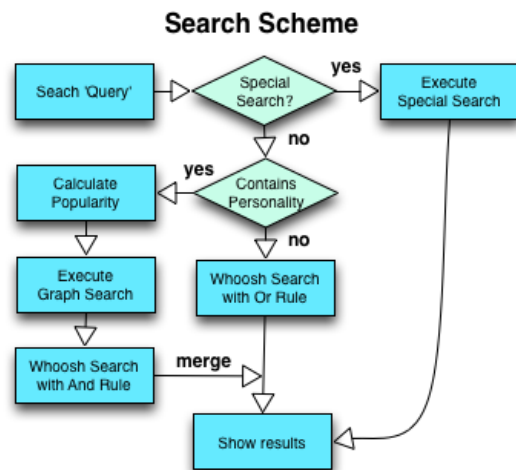 Search Scheme
Seach 'Query'
Special
Search?
yes
Execute
Special Search
no
yes
Calculate
Popularity
Contains
Personality
no
Execute
Graph Search
Whoosh Search
with Or Rule
Whoosh Search
with And Rule
merge
Show results